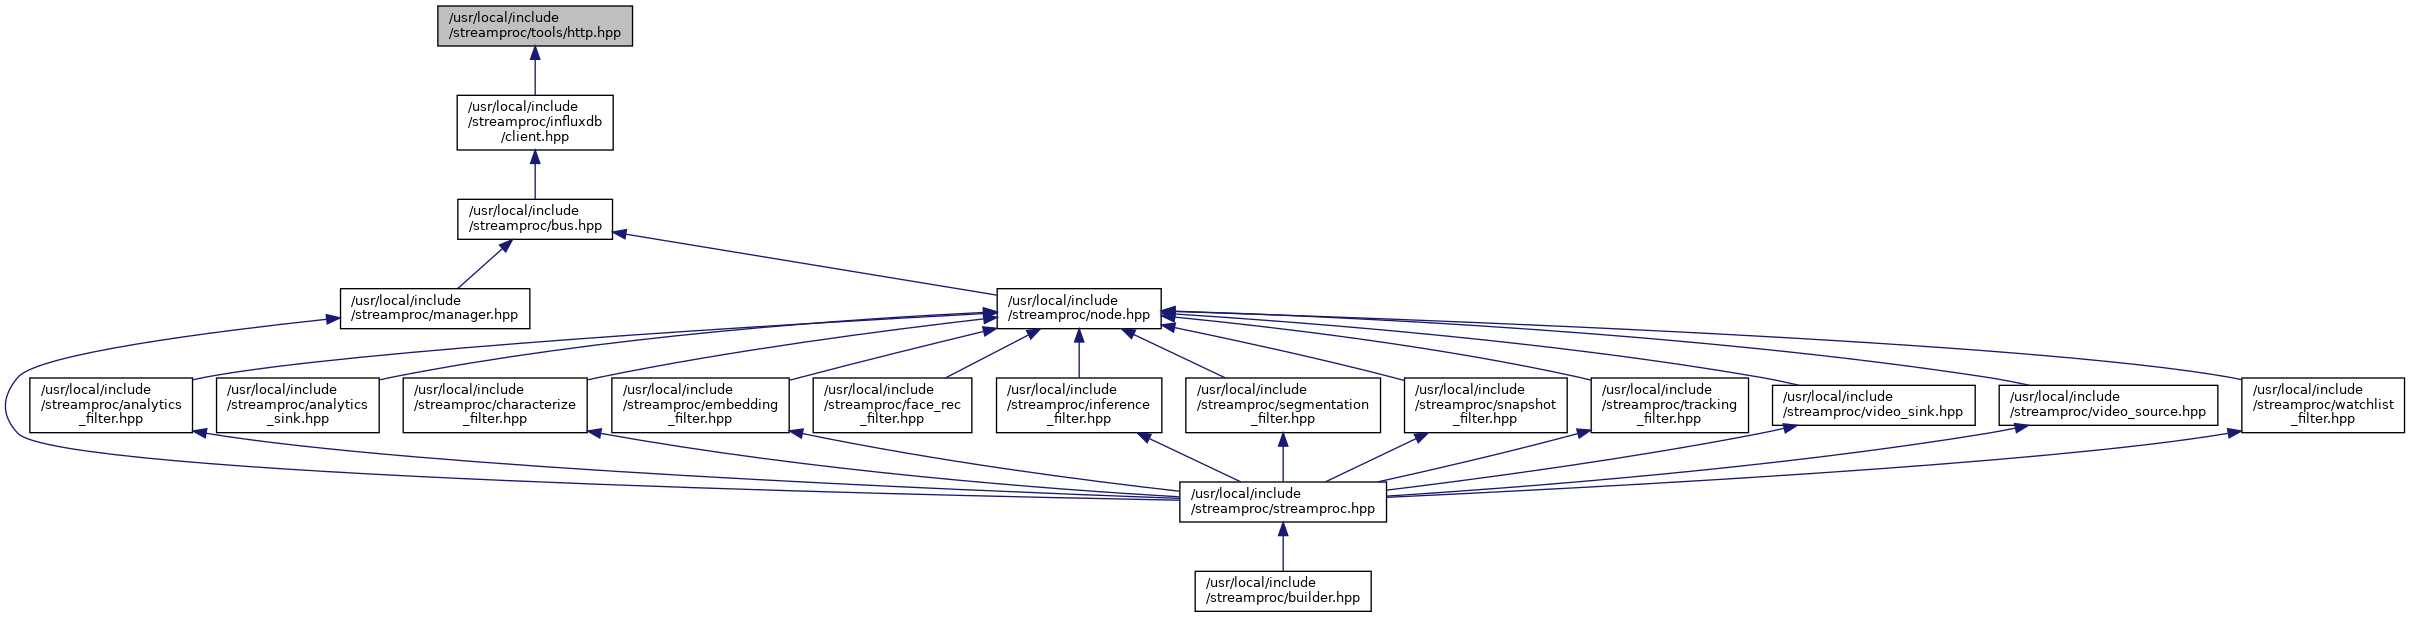 /usr/local/include
/streamproc/tools/http.hpp
/usr/local/include
/streamproc/influxdb
/client.hpp
/usr/local/include
/streamproc/bus.hpp
/usr/local/include
/streamproc/manager.hpp
/usr/local/include
/streamproc/node.hpp
/usr/local/include
/streamproc/analytics
_filter.hpp
/usr/local/include
/streamproc/analytics
_sink.hpp
/usr/local/include
/streamproc/characterize
_filter.hpp
/usr/local/include
/streamproc/embedding
_filter.hpp
/usr/local/include
/streamproc/face_rec
_filter.hpp
/usr/local/include
/streamproc/inference
_filter.hpp
/usr/local/include
/streamproc/segmentation
_filter.hpp
/usr/local/include
/streamproc/snapshot
_filter.hpp
/usr/local/include
/streamproc/tracking
_filter.hpp
/usr/local/include
/streamproc/video_sink.hpp
/usr/local/include
/streamproc/video_source.hpp
/usr/local/include
/streamproc/watchlist
_filter.hpp
/usr/local/include
/streamproc/streamproc.hpp
/usr/local/include
/streamproc/builder.hpp